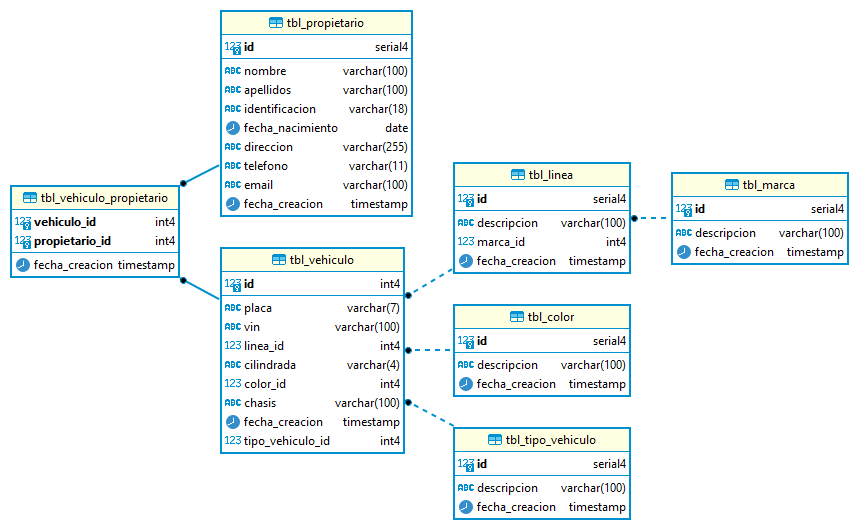 tbl_propietario
123 id serial4
ABC nombre varchar(100)
ABC apellidos varchar(100)
ABC identificacion varchar(18)
fecha_nacimiento date
ABC direccion varchar(255)
ABC telefono varchar(11)
ABC email varchar(100)
fecha_creacion timestamp
tbl_vehiculo_propietario
123 vehiculo_id int4
123 propietario_id int4
fecha_creacion timestamp
tbl_vehiculo
123 id int4
ABC placa varchar(7)
ABC vin varchar(100)
123 linea_id int4
ABC cilindrada varchar(4)
123 color_id int4
ABC chasis varchar(100)
fecha_creacion timestamp
123 tipo_vehiculo_id int4
tbl_linea
123 id serial4
ABC descripcion varchar(100)
123 marca_id int4
fecha_creacion timestamp
tbl_marca
123 id serial4
ABC descripcion varchar(100)
fecha_creacion timestamp
tbl_color
123 id serial4
ABC descripcion varchar(100)
fecha_creacion timestamp
tbl_tipo_vehiculo
123 id serial4
ABC descripcion varchar(100)
fecha_creacion timestamp